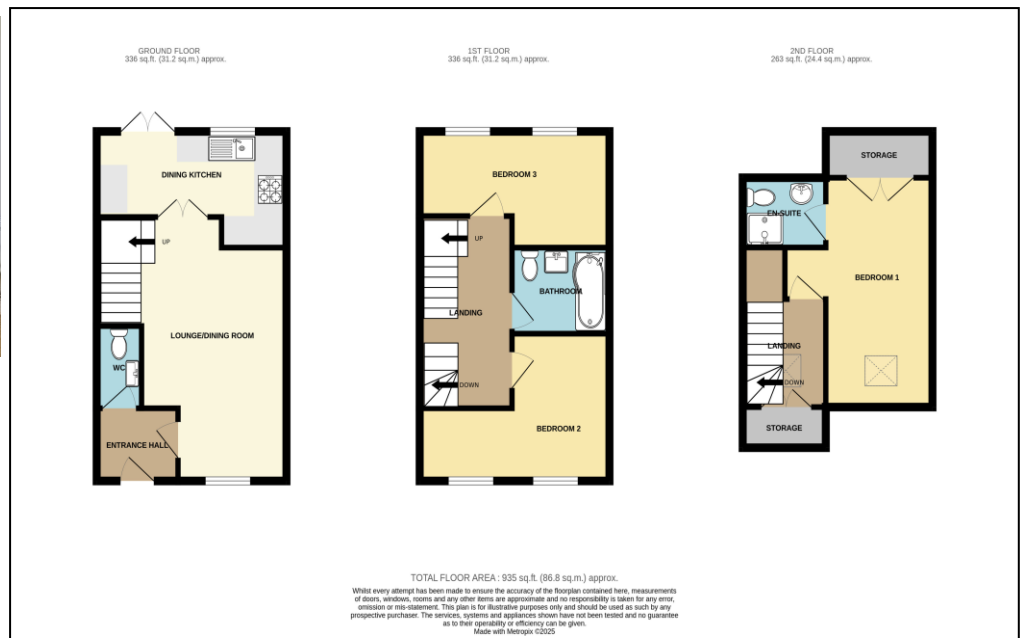 GROUND FLOOR
336 sq.ft. (31.2 sq.m.) approx.
1ST FLOOR
336 sq.ft. (31.2 sq.m.) approx.
2ND FLOOR
263 sq.ft. (24.4 sq.m.) approx.
DINING KITCHEN
UP
LOUNGE/DINING ROOM
WC
ENTRANCE HALL
BEDROOM 3
UP
BATHROOM
LANDING
DOWN
BEDROOM 2
STORAGE
EN-SUITE
BEDROOM 1
LANDING
DOWN
STORAGE
TOTAL FLOOR AREA : 935 sq.ft. (86.8 sq.m.) approx.
Whilst every attempt has been made to ensure the accuracy of the floorplan contained here, measurements
of doors, windows, rooms and any other items are approximate and no responsibility is taken for any error,
omission or mis-statement. This plan is for illustrative purposes only and should be used as such by any
prospective purchaser. The services, systems and appliances shown have not been tested and no guarantee
as to their operability or efficiency can be given.
Made with Metropix ©2025